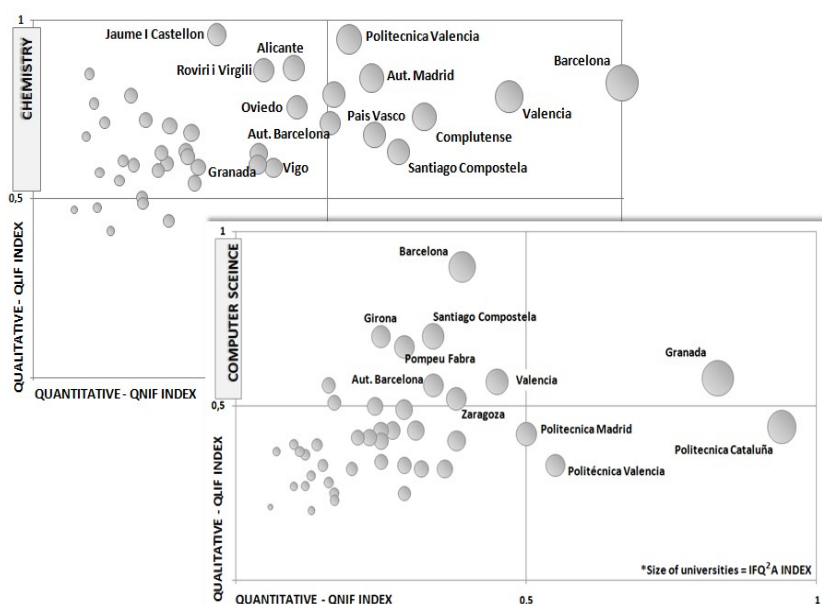 1
Jaume I Castellon
Politecnica Valencia
Alicante
Barcelona
Roviri i Virgili
Aut. Madrid
CHEMISTRY
Oviedo
Pais Vasco
Valencia
Aut. Barcelona
Complutense
Granada
Vigo
Santiago Compostela
0,5
QUALITATIVE - QLIF INDEX
QUANTITATIVE - QNIF INDEX
1
Barcelona
COMPUTER SCEINCE
Girona
Santiago Compostela
Pompeu Fabra
Granada
Aut. Barcelona
Valencia
0,5
Zaragoza
Politecnica Madrid
Politecnica Cataluña
Politécnica Valencia
QUALITATIVE - QLIF INDEX
*Size of universities = IFQ²A INDEX
QUANTITATIVE - QNIF INDEX
0.5
1